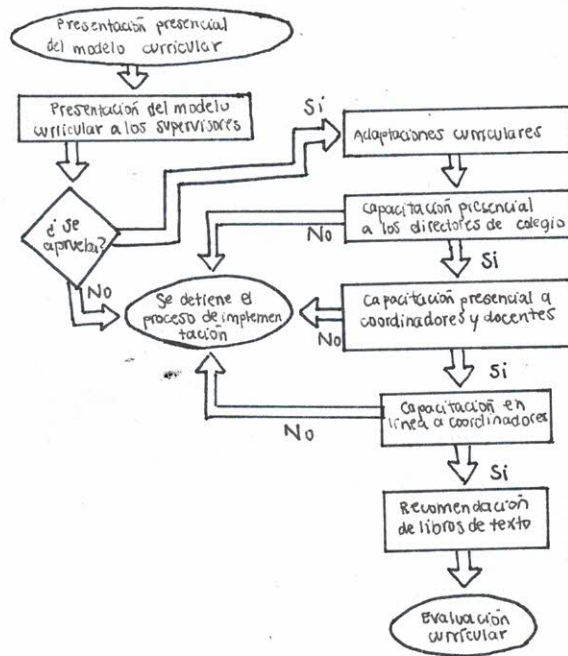 Presentación presencial
del modelo curricular
Presentación del modelo
curricular a los supervisores
¿Se
aprueba?
Si
No
Adaptaciones curriculares
Capacitación presencial
a los directores de colegio
No
Si
Se detiene el
proceso de implemen
tación
Capacitación presencial a
coordinadores y docentes
No
Si
Capacitación en
línea a coordinadores
No
Si
Recomendación
de libros de texto
Evaluación
curricular